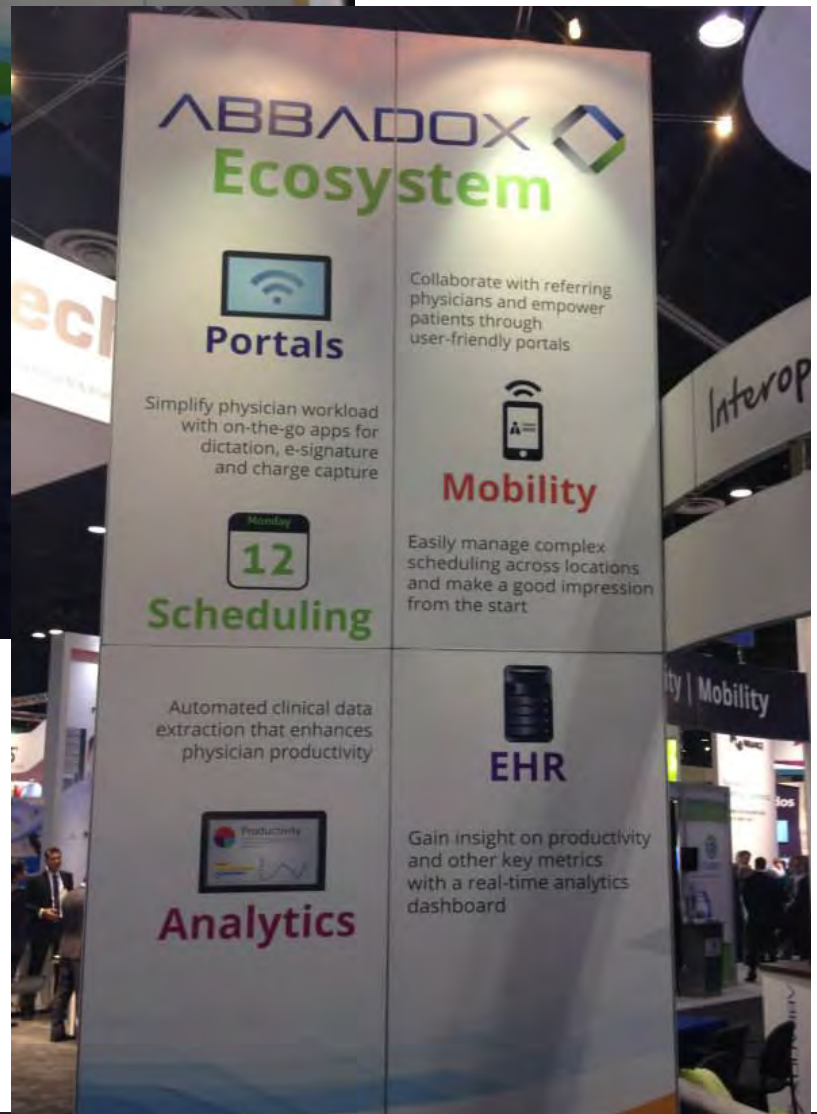 ABBADOX
Ecosystem
Portals
Collaborate with referring
physicians and empower
patients through
user-friendly portals
Simplify physician workload
with on-the-go apps for
dictation, e-signature
and charge capture
Mobility
Monday
12
Scheduling
Easily manage complex
scheduling across locations
and make a good impression
from the start
Automated clinical data
extraction that enhances
physician productivity
EHR
Productivity
Analytics
Gain insight on productivity
and other key metrics
with a real-time analytics
dashboard
ec
Interop
ity | Mobility
dos